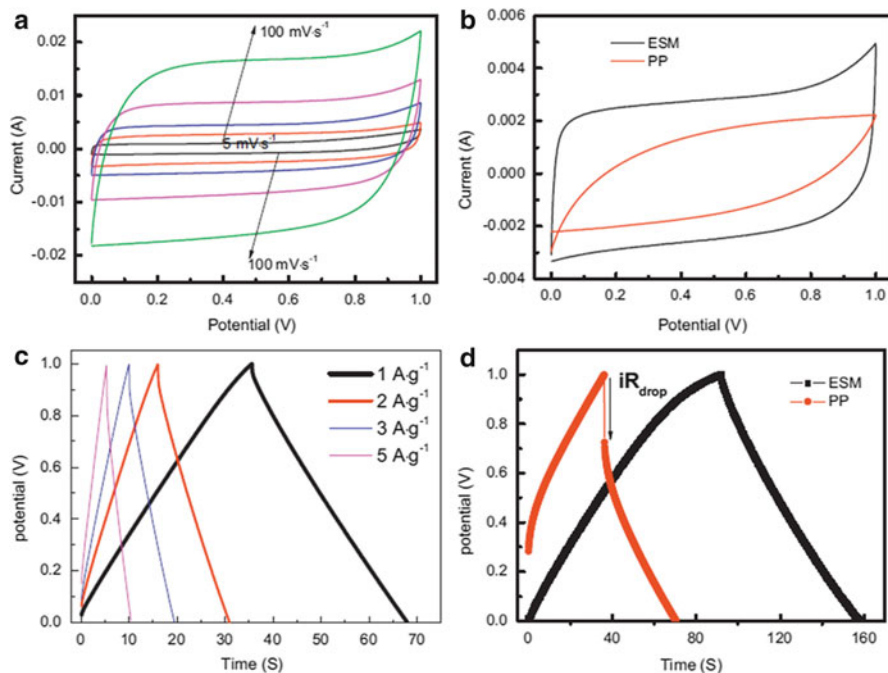 a
100 mV·s⁻¹
5 mV·s⁻¹
100 mV·s⁻¹
0.02
0.01
0.00
-0.01
-0.02
Current (A)
0.0 0.2 0.4 0.6 0.8 1.0
Potential (V)
b
ESM
PP
0.006
0.004
0.002
0.000
-0.002
-0.004
Current (A)
0.0 0.2 0.4 0.6 0.8 1.0
Potential (V)
c
1 A·g⁻¹
2 A·g⁻¹
3 A·g⁻¹
5 A·g⁻¹
1.0
0.8
0.6
0.4
0.2
0.0
potential (V)
0 10 20 30 40 50 60 70
Time (S)
d
iRdrop
ESM
PP
1.0
0.8
0.6
0.4
0.2
0.0
potential (V)
0 40 80 120 160
Time (S)